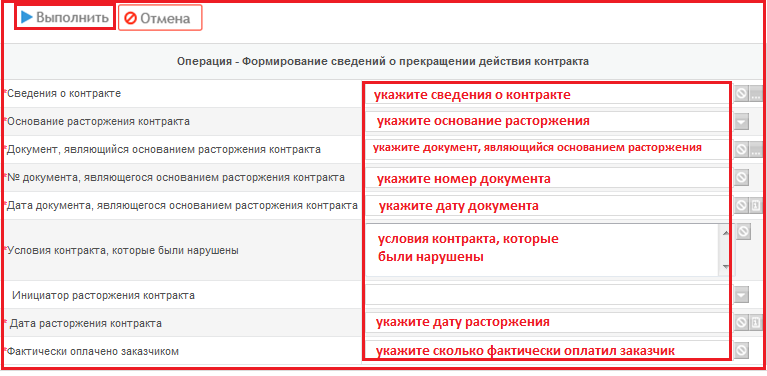 Выполнить Отмена
Операция - Формирование сведений о прекращении действия контракта
*Сведения о контракте укажите сведения о контракте ...
*Основание расторжения контракта укажите основание расторжения
*Документ, являющийся основанием расторжения контракта укажите документ, являющийся основанием расторжения ...
*№ документа, являющегося основанием расторжения контракта укажите номер документа
*Дата документа, являющегося основанием расторжения контракта укажите дату документа 1
условия контракта, которые
*Условия контракта, которые были нарушены были нарушены
Инициатор расторжения контракта
* Дата расторжения контракта укажите дату расторжения 1
*Фактически оплачено заказчиком укажите сколько фактически оплатил заказчик